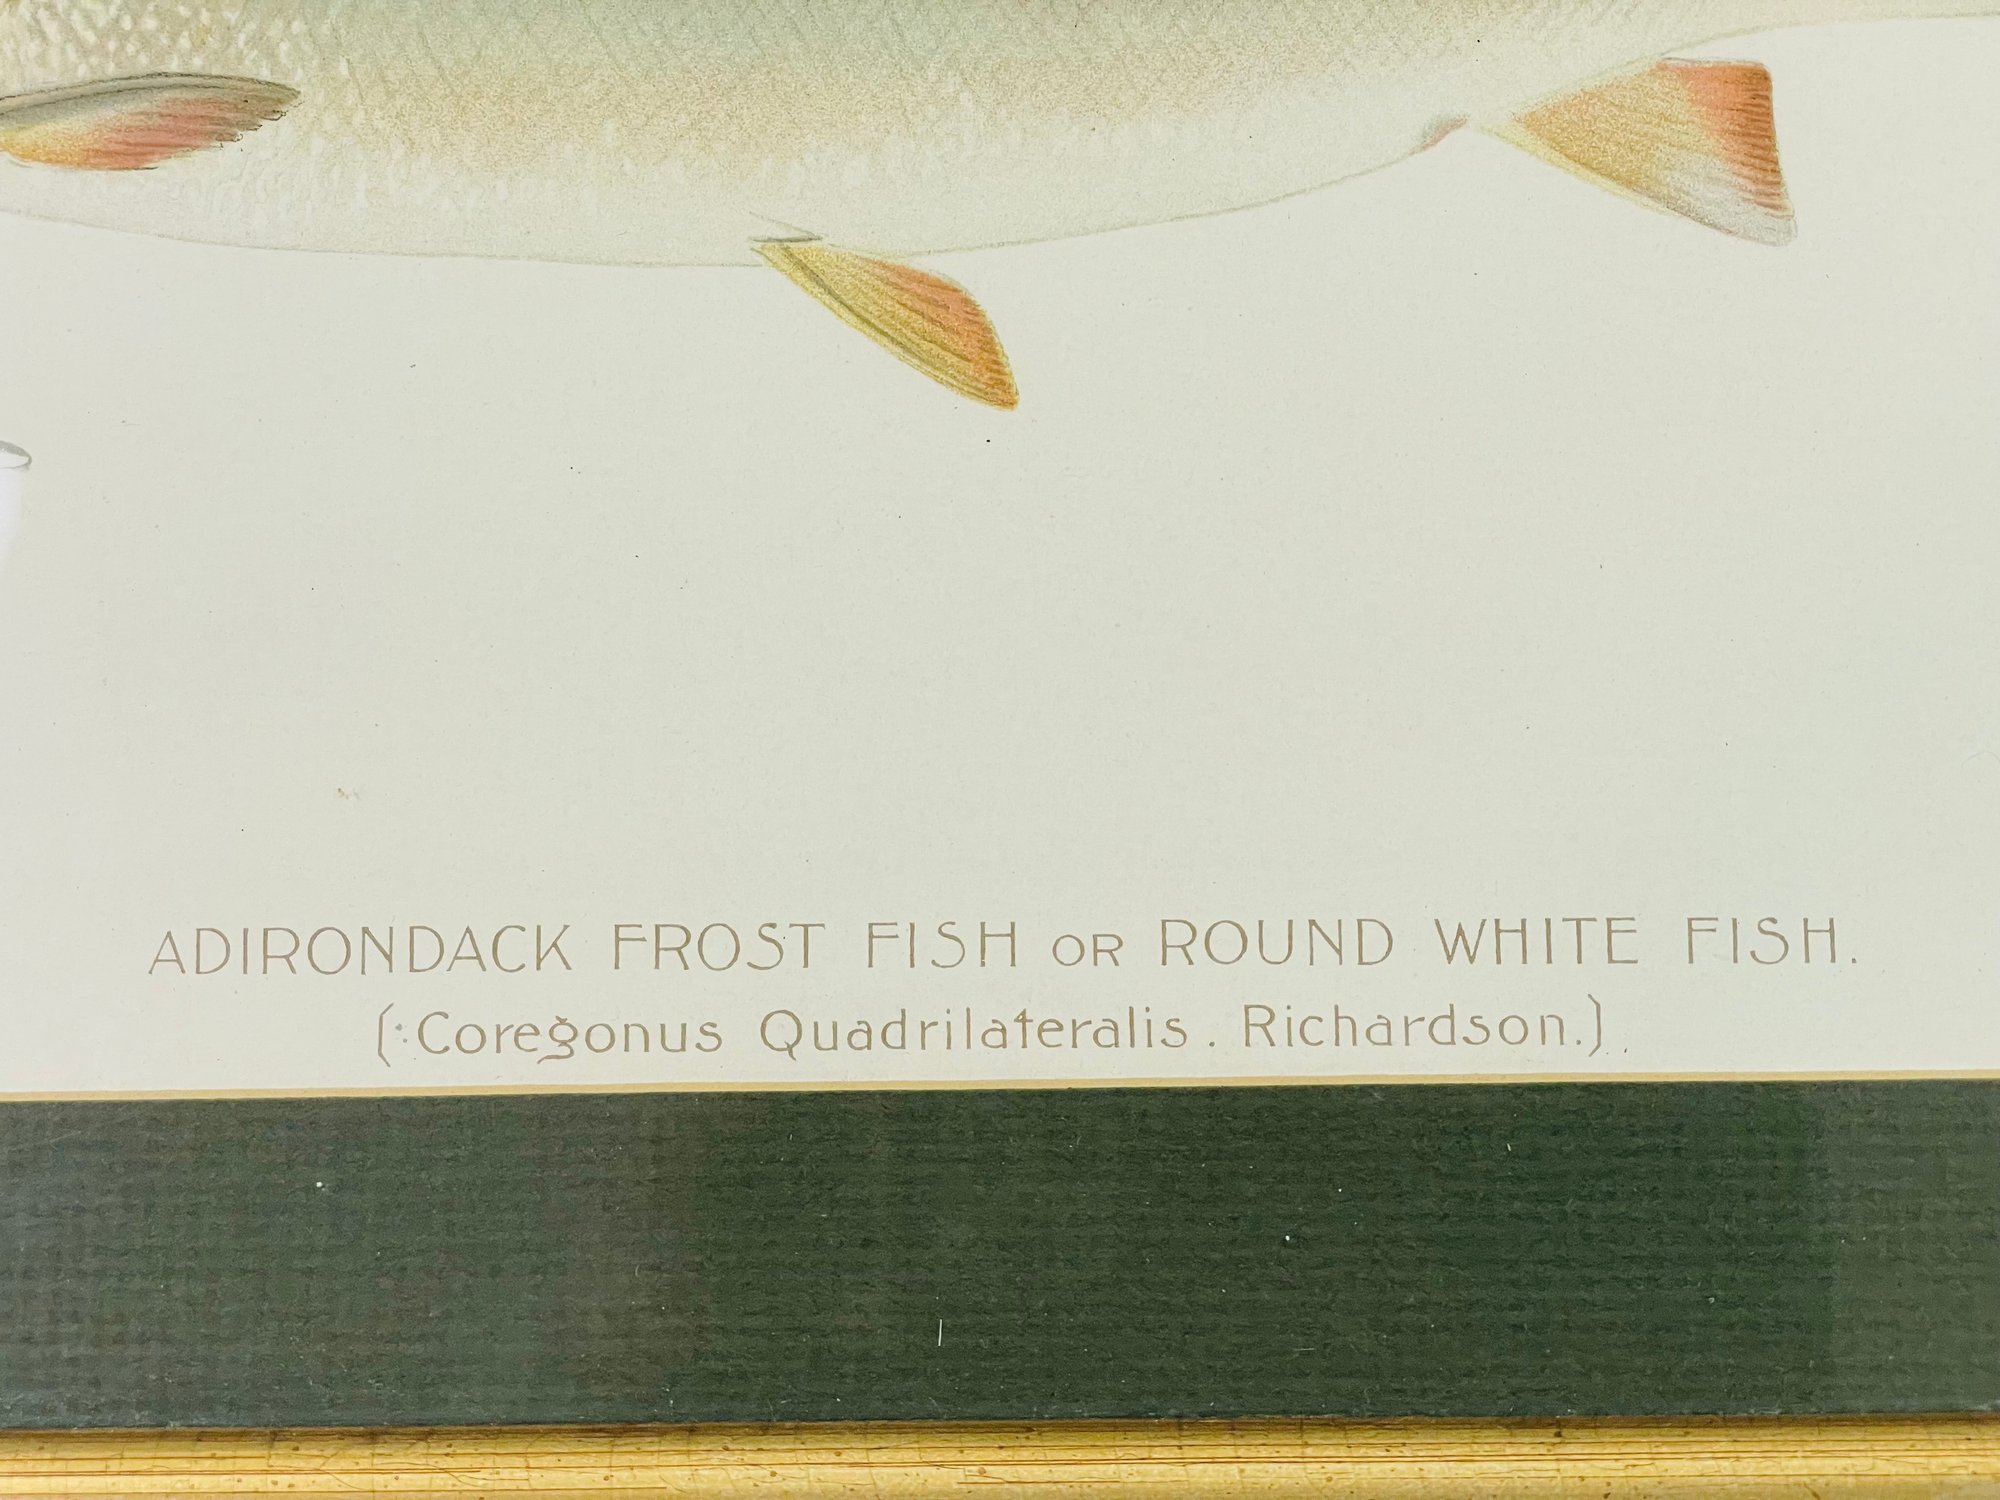 ADIRONDACK FROST FISH OR ROUND WHITE FISH.
(:Coregonus Quadrilateralis. Richardson.)